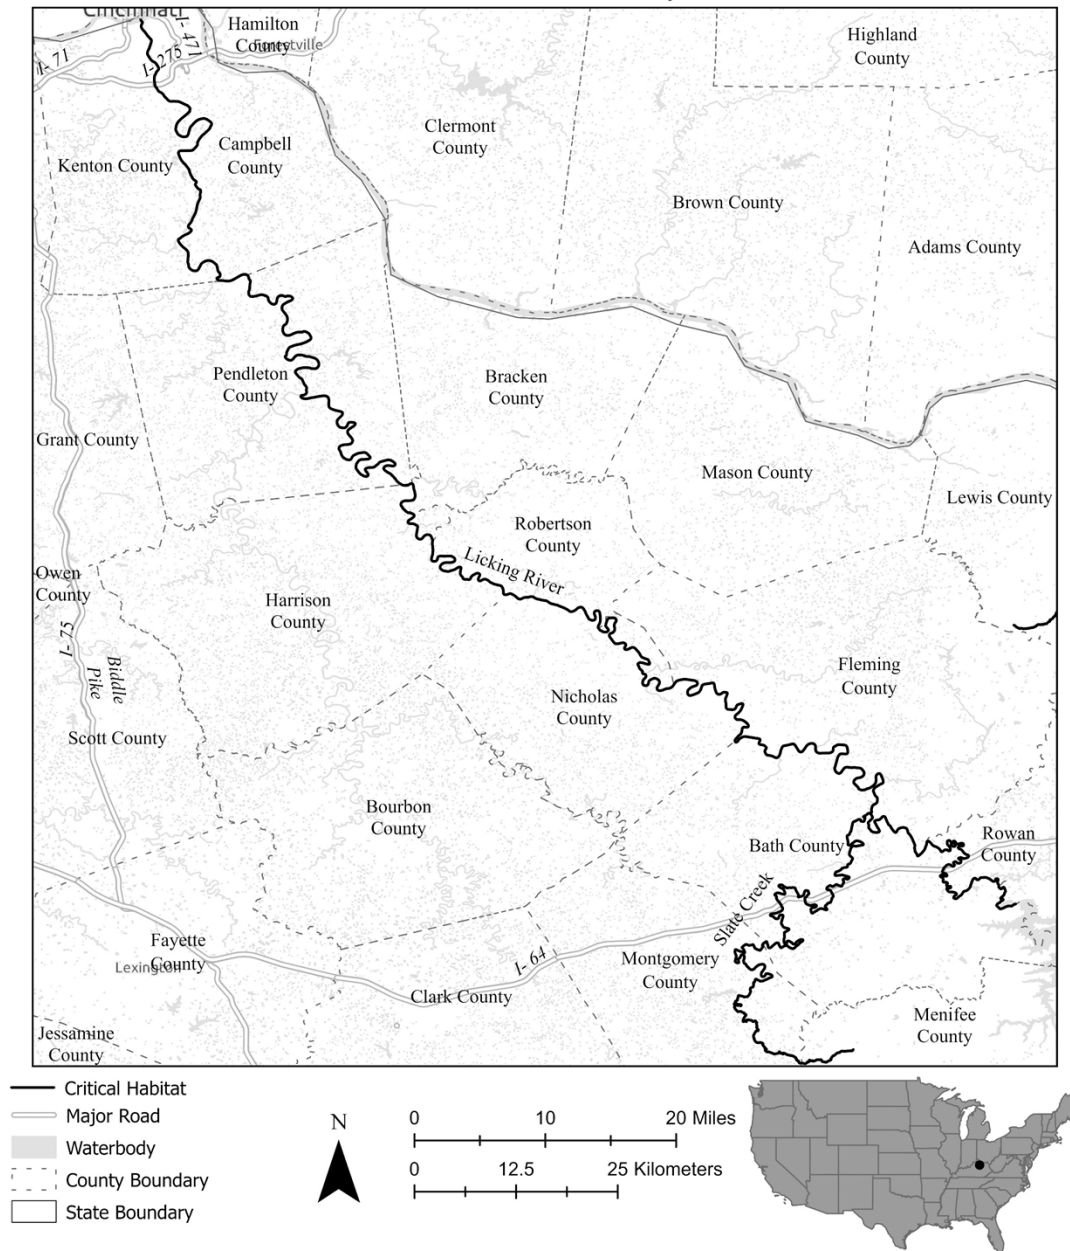 Cincinnati
Hamilton
County
Forestville
Highland
County
I- 71
I-275
I- 471
Clermont
County
Campbell
County
Kenton County
Brown County
Adams County
Pendleton
County
Bracken
County
Grant County
Mason County
Lewis County
Robertson
County
Licking River
Owen
County
Harrison
County
I- 75
Biddle
Pike
Fleming
County
Nicholas
County
Scott County
Bourbon
County
Bath County
Rowan
County
Slate Creek
Fayette
County
Lexington
I- 64
Montgomery
County
Clark County
Menifee
County
Jessamine
County
Critical Habitat
Major Road
Waterbody
County Boundary
State Boundary
N
0 10 20 Miles
0 12.5 25 Kilometers